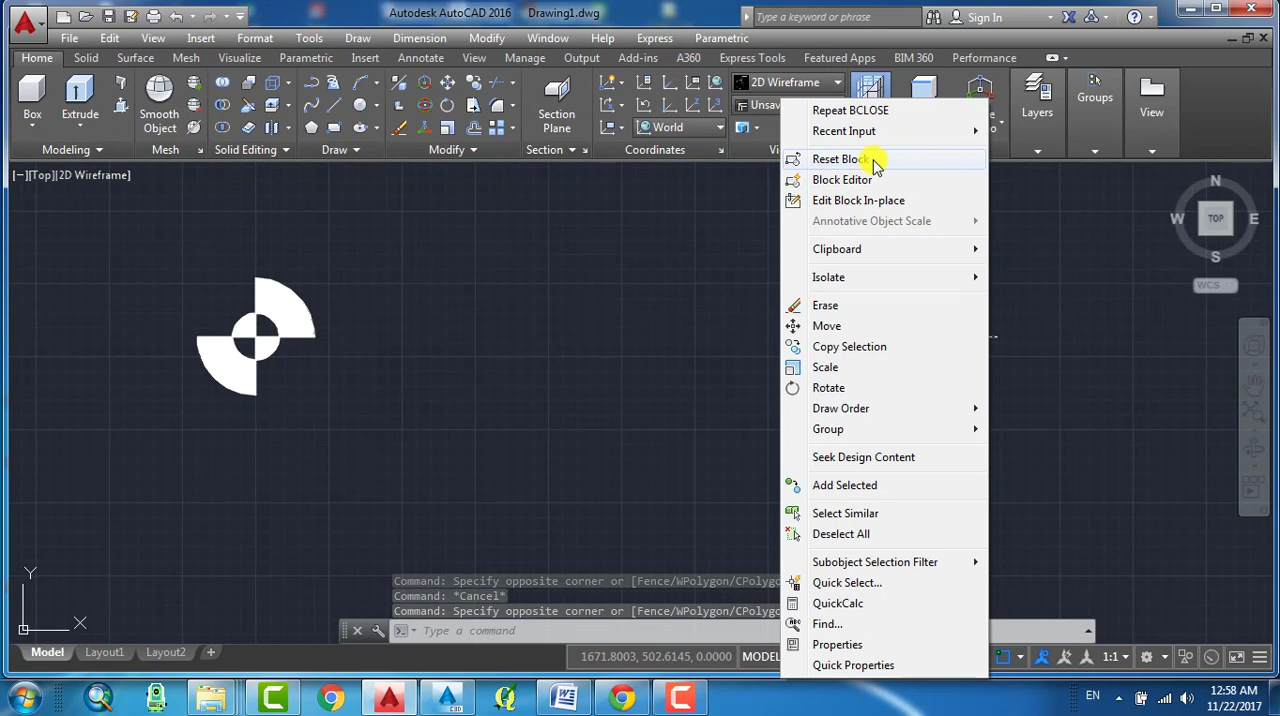 Autodesk AutoCAD 2016 Drawing1.dwg
Type a keyword or phrase
Sign In
File Edit View Insert Format Tools Draw Dimension Modify Window Help Express Parametric
Home Solid Surface Mesh Visualize Parametric Insert Annotate View Manage Output Add-ins A360 Express Tools Featured Apps BIM 360 Performance
2D Wireframe
Unsav
World
Box Extrude Smooth Object Section Plane Layers Groups View
Modeling Mesh Solid Editing Draw Modify Coordinates
[−][Top][2D Wireframe]
Repeat BCLOSE
Recent Input
Reset Block
Block Editor
Edit Block In-place
Annotative Object Scale
Clipboard
Isolate
Erase
Move
Copy Selection
Scale
Rotate
Draw Order
Group
Seek Design Content
Add Selected
Select Similar
Deselect All
Subobject Selection Filter
Quick Select...
QuickCalc
Find...
Properties
Quick Properties
N
W TOP E
S
WCS
Y
X
Command: Specify opposite corner or [Fence/WPolygon/CPolygo
Command: *Cancel*
Command: Specify opposite corner or [Fence/WPolygon/CPolygo
Type a command
Model Layout1 Layout2 +
1671.8003, 502.6145, 0.0000 MODEL
1:1
EN
12:58 AM
11/22/2017